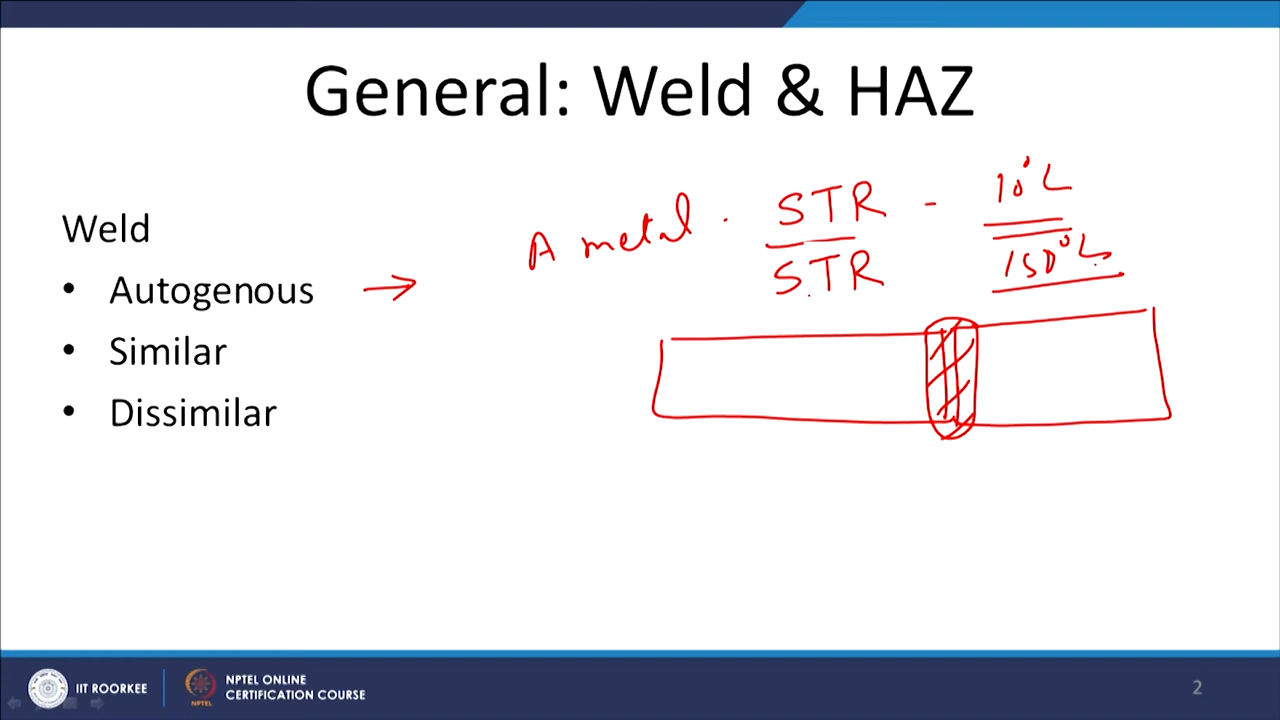 General: Weld & HAZ
A metal · STR - 10°C
STR 150°C
Weld
• Autogenous →
• Similar
• Dissimilar
IIT ROORKEE
NPTEL ONLINE
CERTIFICATION COURSE
NPTEL
2